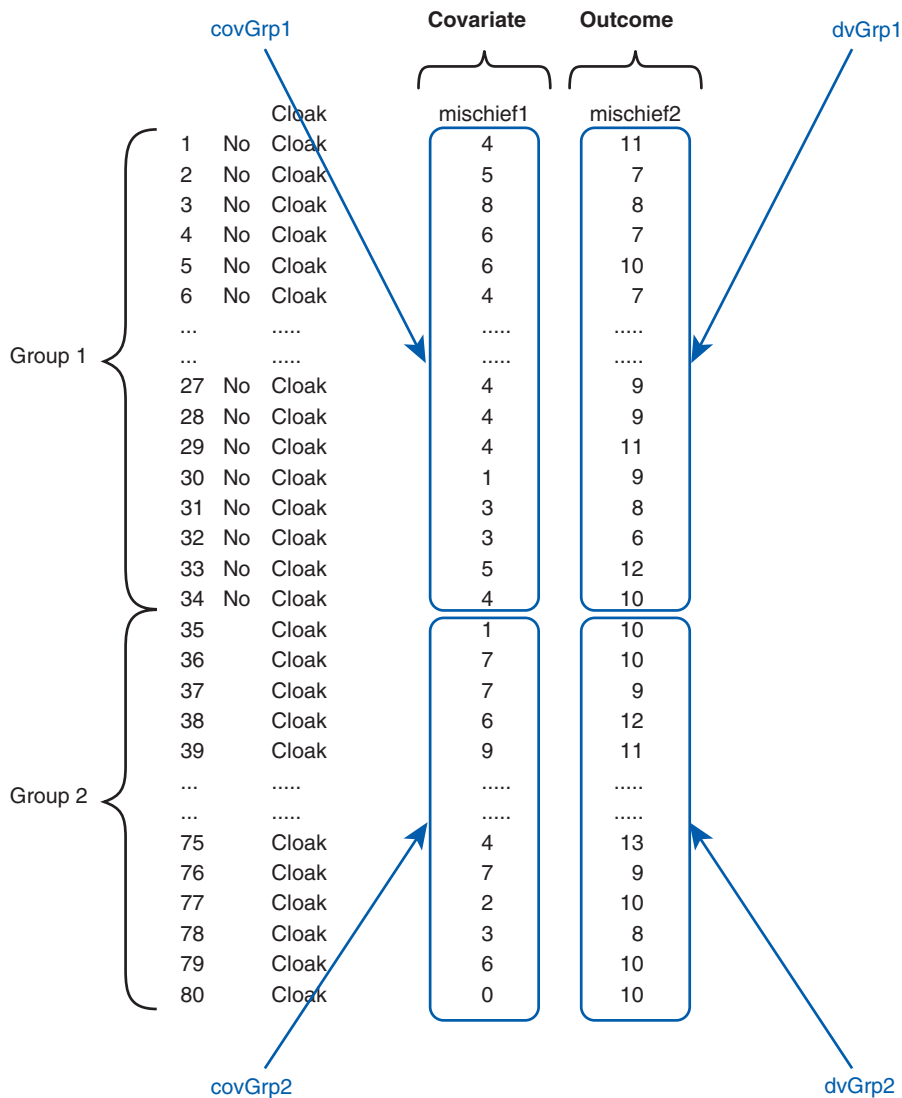 covGrp1 Covariate Outcome dvGrp1
Cloak mischief1 mischief2
1 No Cloak 4 11
2 No Cloak 5 7
3 No Cloak 8 8
4 No Cloak 6 7
5 No Cloak 6 10
6 No Cloak 4 7
... ..... ..... .....
Group 1 ... ..... ..... .....
27 No Cloak 4 9
28 No Cloak 4 9
29 No Cloak 4 11
30 No Cloak 1 9
31 No Cloak 3 8
32 No Cloak 3 6
33 No Cloak 5 12
34 No Cloak 4 10
35 Cloak 1 10
36 Cloak 7 10
37 Cloak 7 9
38 Cloak 6 12
39 Cloak 9 11
Group 2 ... ..... ..... .....
... ..... ..... .....
75 Cloak 4 13
76 Cloak 7 9
77 Cloak 2 10
78 Cloak 3 8
79 Cloak 6 10
80 Cloak 0 10
covGrp2 dvGrp2